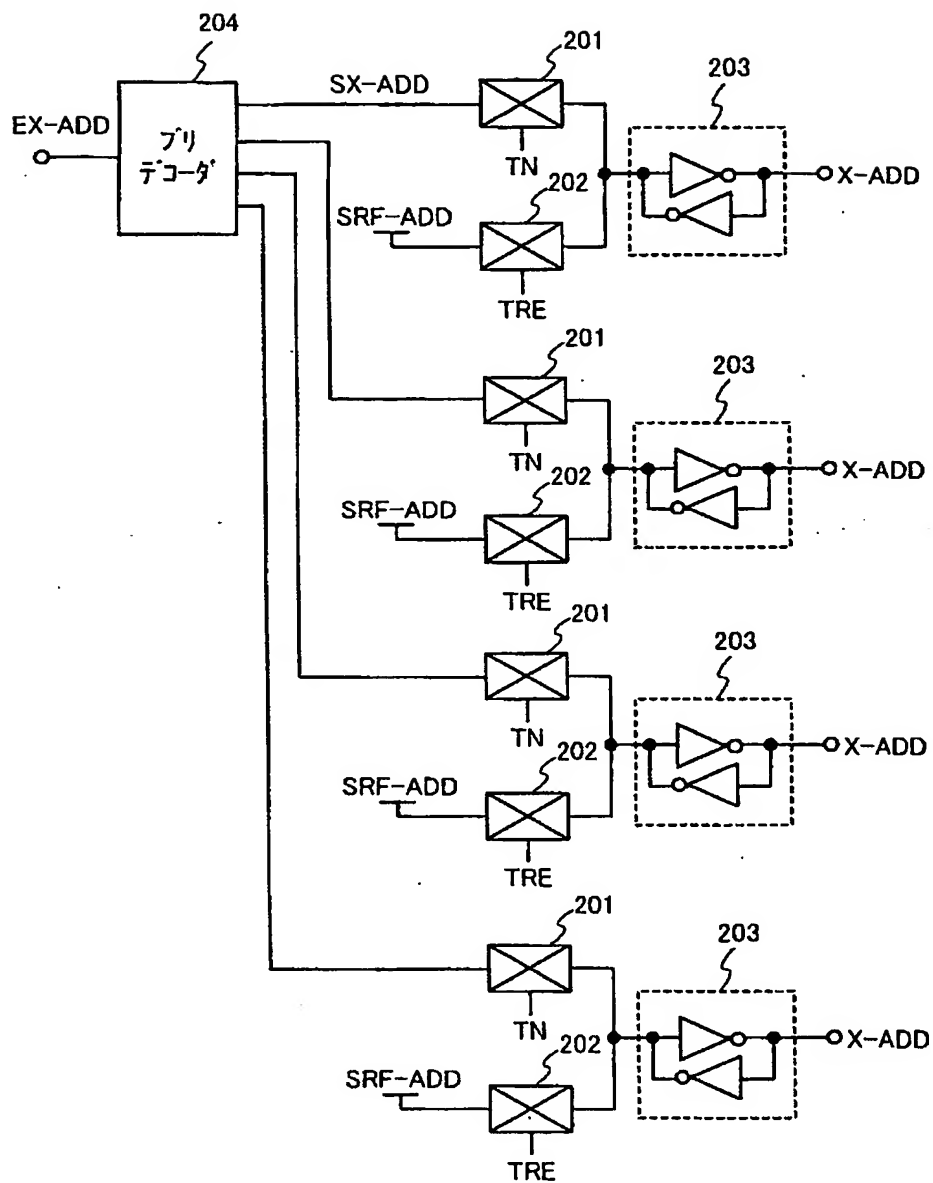 204
201
SX-ADD
203
EX-ADD
プリ
デコーダ
TN
X-ADD
202
SRF-ADD
TRE
201
203
TN
X-ADD
202
SRF-ADD
TRE
201
203
TN
X-ADD
202
SRF-ADD
TRE
201
203
TN
X-ADD
202
SRF-ADD
TRE